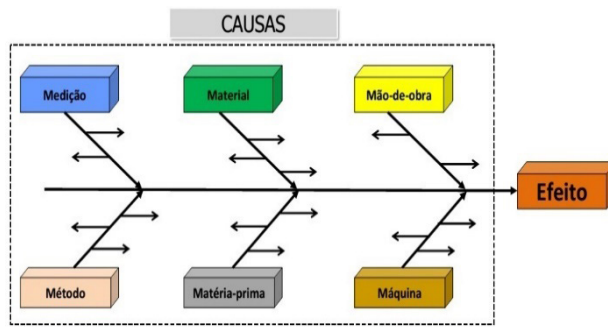 CAUSAS
Medição
Material
Mão-de-obra
Efeito
Método
Matéria-prima
Máquina